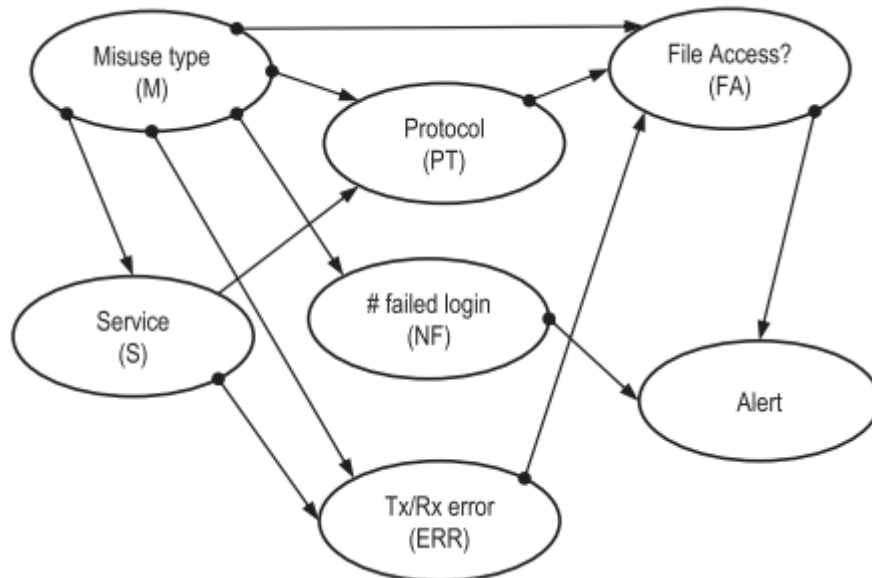 Misuse type
(M)
File Access?
(FA)
Protocol
(PT)
Service
(S)
# failed login
(NF)
Alert
Tx/Rx error
(ERR)